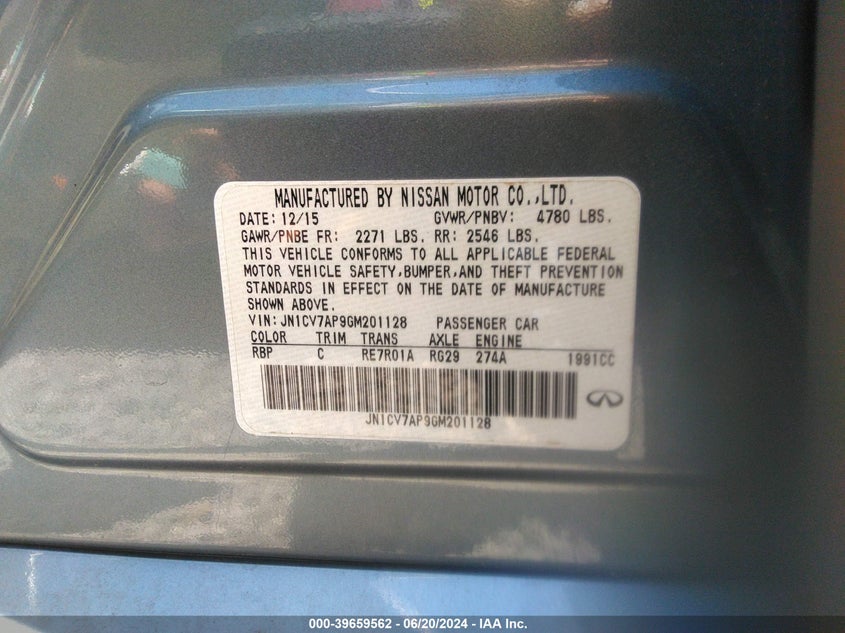 MANUFACTURED BY NISSAN MOTOR CO.,LTD.
DATE: 12/15 GVWR/PNBV: 4780 LBS.
GAWR/PNBE FR: 2271 LBS. RR: 2546 LBS.
THIS VEHICLE CONFORMS TO ALL APPLICABLE FEDERAL
MOTOR VEHICLE SAFETY,BUMPER,AND THEFT PREVENTION
STANDARDS IN EFFECT ON THE DATE OF MANUFACTURE
SHOWN ABOVE.
VIN: JN1CV7AP9GM201128 PASSENGER CAR
COLOR TRIM TRANS AXLE ENGINE
RBP C RE7R01A RG29 274A 1991CC
JN1CV7AP9GM201128
000-39659562 - 06/20/2024 - IAA Inc.